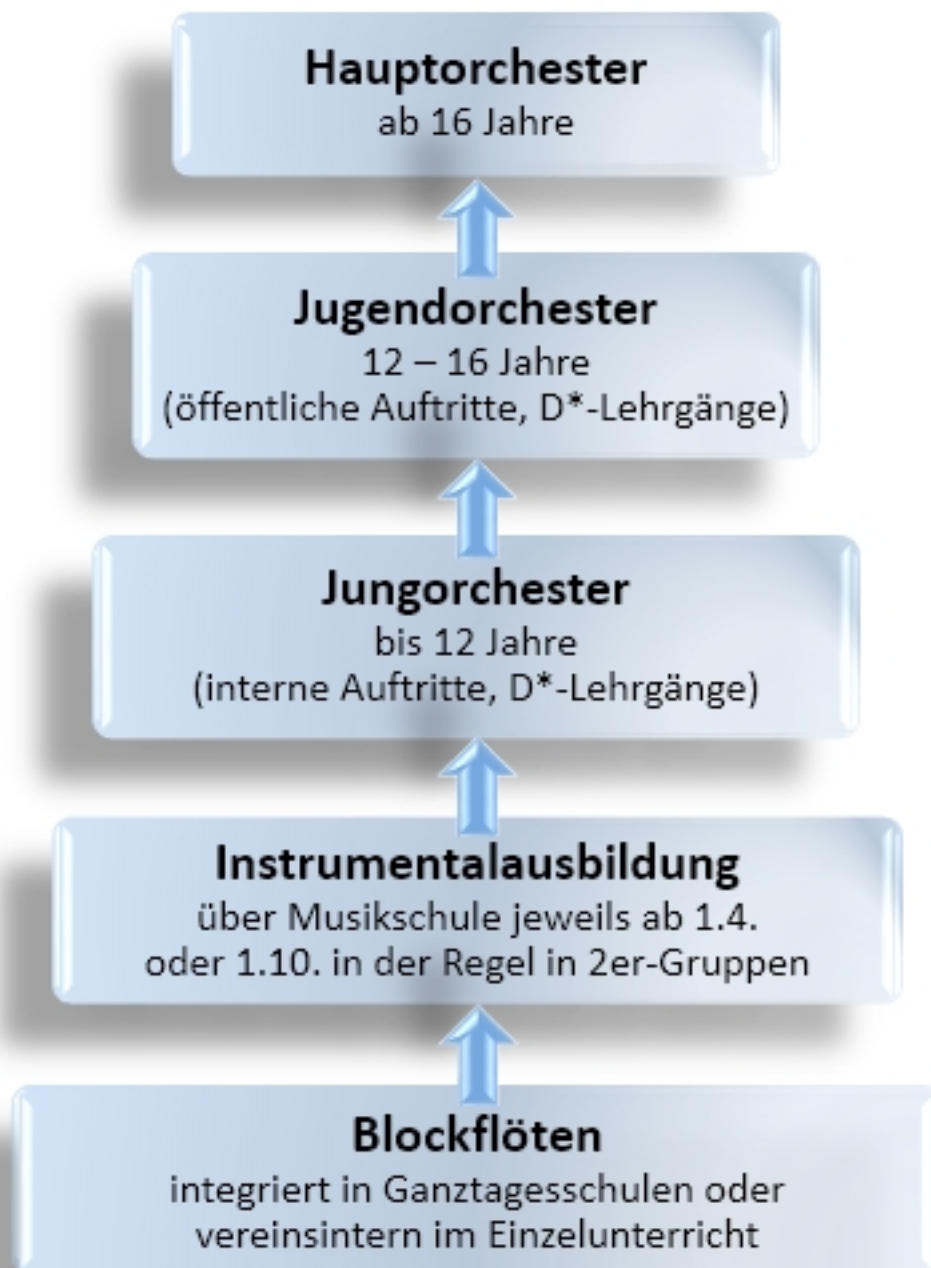 Hauptorchester
ab 16 Jahre
Jugendorchester
12 – 16 Jahre
(öffentliche Auftritte, D*-Lehrgänge)
Jungorchester
bis 12 Jahre
(interne Auftritte, D*-Lehrgänge)
Instrumentalausbildung
über Musikschule jeweils ab 1.4.
oder 1.10. in der Regel in 2er-Gruppen
Blockflöten
integriert in Ganztagesschulen oder
vereinsintern im Einzelunterricht